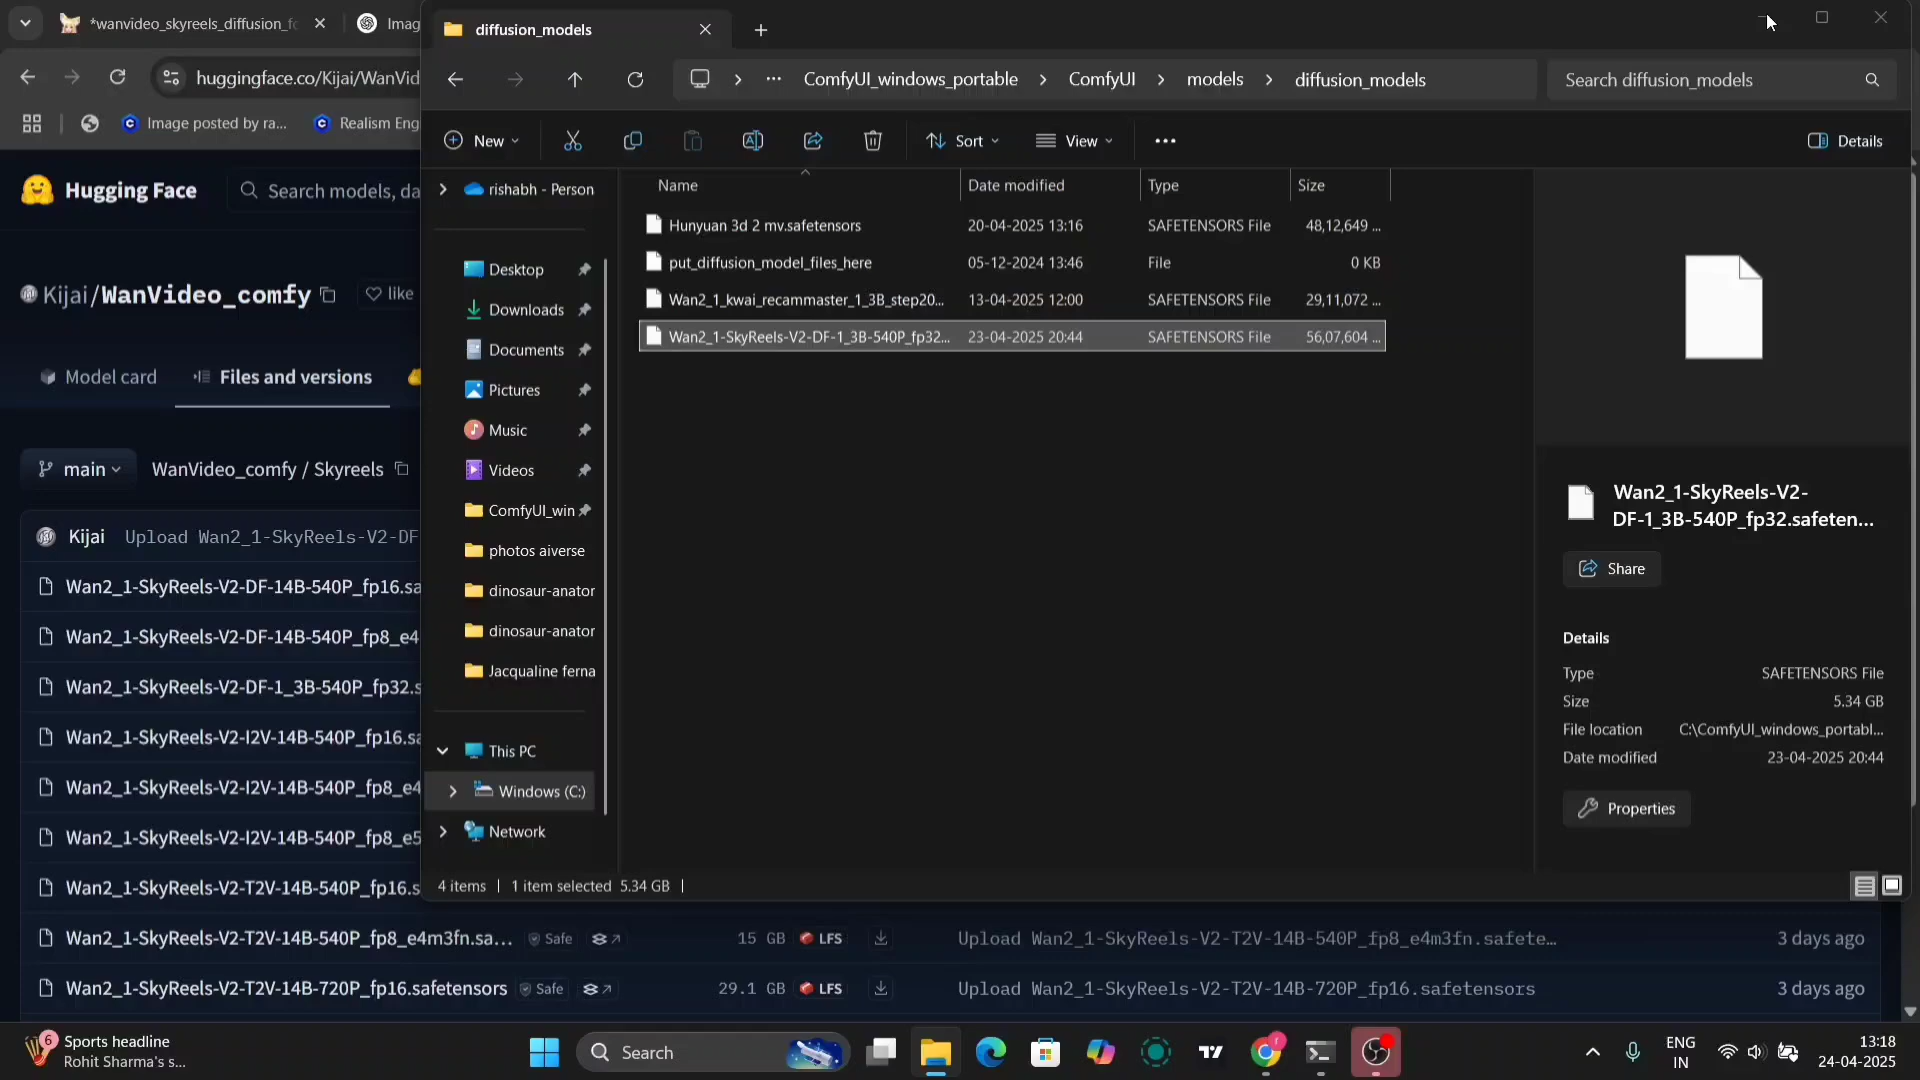 *wanvideo_skyreels_diffusion_fo
Imag
diffusion_models
huggingface.co/Kijai/WanVid
ComfyUI_windows_portable
ComfyUI
models
diffusion_models
Search diffusion_models
Image posted by ra...
Realism Eng
New
Sort
View
Details
Hugging Face
Search models, da
Kijai/WanVideo_comfy
like
Model card
Files and versions
main
WanVideo_comfy / Skyreels
Kijai
Upload Wan2_1-SkyReels-V2-DF
Wan2_1-SkyReels-V2-DF-14B-540P_fp16.sa
Wan2_1-SkyReels-V2-DF-14B-540P_fp8_e4
Wan2_1-SkyReels-V2-DF-1_3B-540P_fp32.s
Wan2_1-SkyReels-V2-I2V-14B-540P_fp16.sa
Wan2_1-SkyReels-V2-I2V-14B-540P_fp8_e4
Wan2_1-SkyReels-V2-I2V-14B-540P_fp8_e5
Wan2_1-SkyReels-V2-T2V-14B-540P_fp16.s
Wan2_1-SkyReels-V2-T2V-14B-540P_fp8_e4m3fn.sa...
Safe
15 GB
LFS
Upload Wan2_1-SkyReels-V2-T2V-14B-540P_fp8_e4m3fn.safete...
3 days ago
Wan2_1-SkyReels-V2-T2V-14B-720P_fp16.safetensors
Safe
29.1 GB
LFS
Upload Wan2_1-SkyReels-V2-T2V-14B-720P_fp16.safetensors
3 days ago
rishabh - Person
Desktop
Downloads
Documents
Pictures
Music
Videos
ComfyUI_win
photos aiverse
dinosaur-anator
dinosaur-anator
Jacqualine ferna
This PC
Windows (C:)
Network
Name
Date modified
Type
Size
Hunyuan 3d 2 mv.safetensors
20-04-2025 13:16
SAFETENSORS File
48,12,649 ...
put_diffusion_model_files_here
05-12-2024 13:46
File
0 KB
Wan2_1_kwai_recammaster_1_3B_step20...
13-04-2025 12:00
SAFETENSORS File
29,11,072 ...
Wan2_1-SkyReels-V2-DF-1_3B-540P_fp32...
23-04-2025 20:44
SAFETENSORS File
56,07,604 ...
Wan2_1-SkyReels-V2-
DF-1_3B-540P_fp32.safeten...
Share
Details
Type
SAFETENSORS File
Size
5.34 GB
File location
C:\ComfyUI_windows_portabl...
Date modified
23-04-2025 20:44
Properties
4 items
1 item selected 5.34 GB
6
Sports headline
Rohit Sharma's s...
Search
ENG
IN
13:18
24-04-2025